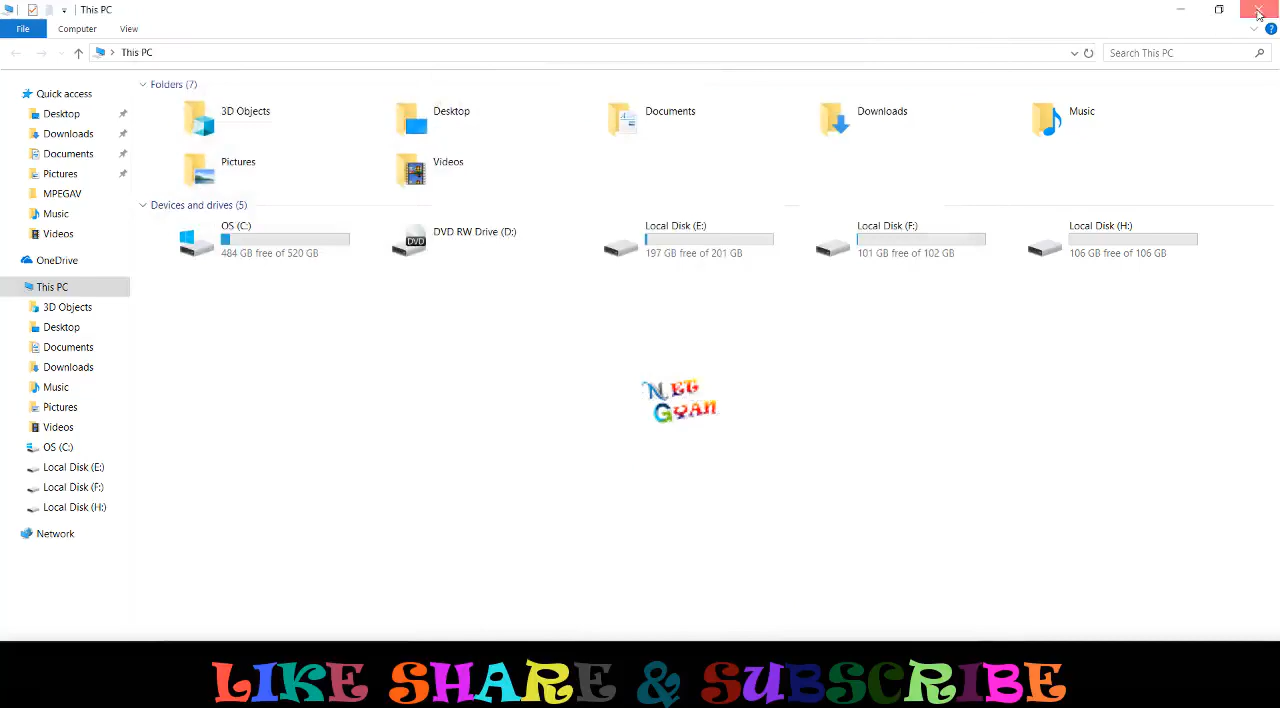 This PC
File Computer View
This PC
Search This PC
Quick access
Desktop
Downloads
Documents
Pictures
MPEGAV
Music
Videos
OneDrive
This PC
3D Objects
Desktop
Documents
Downloads
Music
Pictures
Videos
OS (C:)
Local Disk (E:)
Local Disk (F:)
Local Disk (H:)
Network
Folders (7)
3D Objects
Desktop
Documents
Downloads
Music
Pictures
Videos
Devices and drives (5)
OS (C:)
484 GB free of 520 GB
DVD RW Drive (D:)
DVD
Local Disk (E:)
197 GB free of 201 GB
Local Disk (F:)
101 GB free of 102 GB
Local Disk (H:)
106 GB free of 106 GB
NET
GYAN
LIKE SHARE & SUBSCRIBE